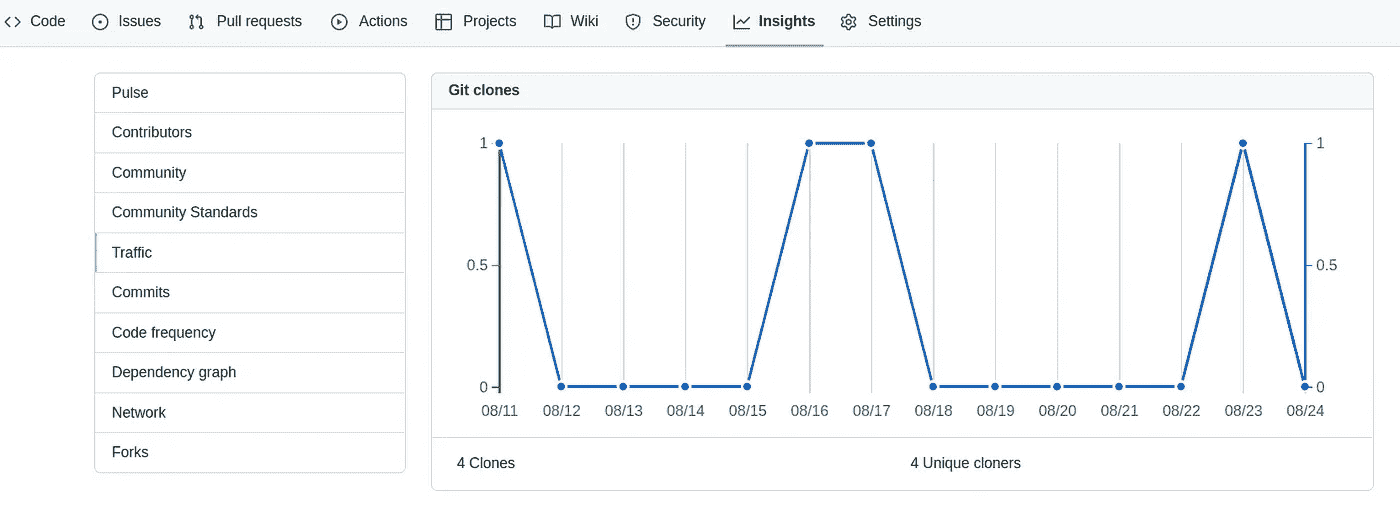 Code Issues Pull requests Actions Projects Wiki Security Insights Settings
Pulse
Contributors
Community
Community Standards
Traffic
Commits
Code frequency
Dependency graph
Network
Forks
Git clones
1 1
0.5 0.5
0 0
08/11 08/12 08/13 08/14 08/15 08/16 08/17 08/18 08/19 08/20 08/21 08/22 08/23 08/24
4 Clones 4 Unique cloners